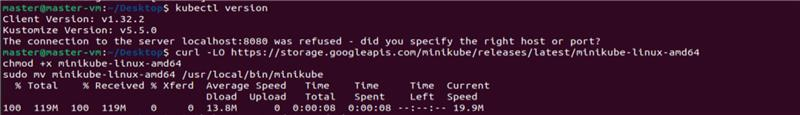 master@master-vm:~/Desktop$ kubectl version
Client Version: v1.32.2
Kustomize Version: v5.5.0
The connection to the server localhost:8080 was refused - did you specify the right host or port?
master@master-vm:~/Desktop$ curl -LO https://storage.googleapis.com/minikube/releases/latest/minikube-linux-amd64
chmod +x minikube-linux-amd64
sudo mv minikube-linux-amd64 /usr/local/bin/minikube
% Total % Received % Xferd Average Speed Time Time Time Current
Dload Upload Total Spent Left Speed
100 119M 100 119M 0 0 13.8M 0 0:00:08 0:00:08 --:--:-- 19.9M